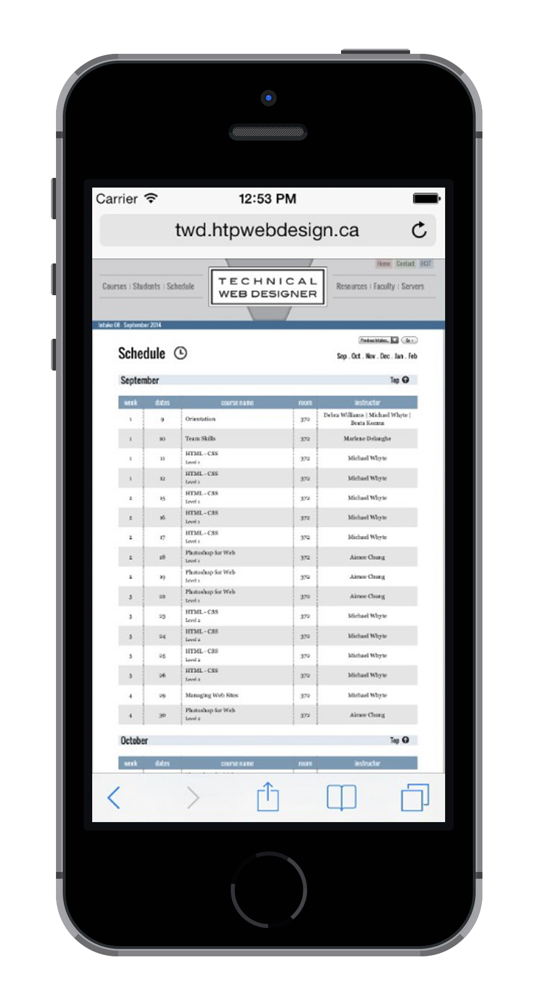 Carrier 12:53 PM
twd.htpwebdesign.ca
Home Contact BCIT
Courses | Students | Schedule
TECHNICAL
WEB DESIGNER
Resources | Faculty | Servers
Intake 08 - September 2014
Previous Intakes... Go >
Schedule
Sep . Oct . Nov . Dec . Jan . Feb
September Top
week dates course name room instructor
1 9 Orientation 372 Debra Williams | Michael Whyte |
Beata Kozma
1 10 Team Skills 372 Marlene Delanghe
1 11 HTML - CSS 372 Michael Whyte
Level 1
1 12 HTML - CSS 372 Michael Whyte
Level 1
2 15 HTML - CSS 372 Michael Whyte
Level 1
2 16 HTML - CSS 372 Michael Whyte
Level 1
2 17 HTML - CSS 372 Michael Whyte
Level 1
2 18 Photoshop for Web 372 Aimee Chung
Level 1
2 19 Photoshop for Web 372 Aimee Chung
Level 1
3 22 Photoshop for Web 372 Aimee Chung
Level 1
3 23 HTML - CSS 372 Michael Whyte
Level 2
3 24 HTML - CSS 372 Michael Whyte
Level 2
3 25 HTML - CSS 372 Michael Whyte
Level 2
3 26 HTML - CSS 372 Michael Whyte
Level 2
4 29 Managing Web Sites 372 Michael Whyte
4 30 Photoshop for Web 372 Aimee Chung
Level 2
October Top
week dates course name room instructor